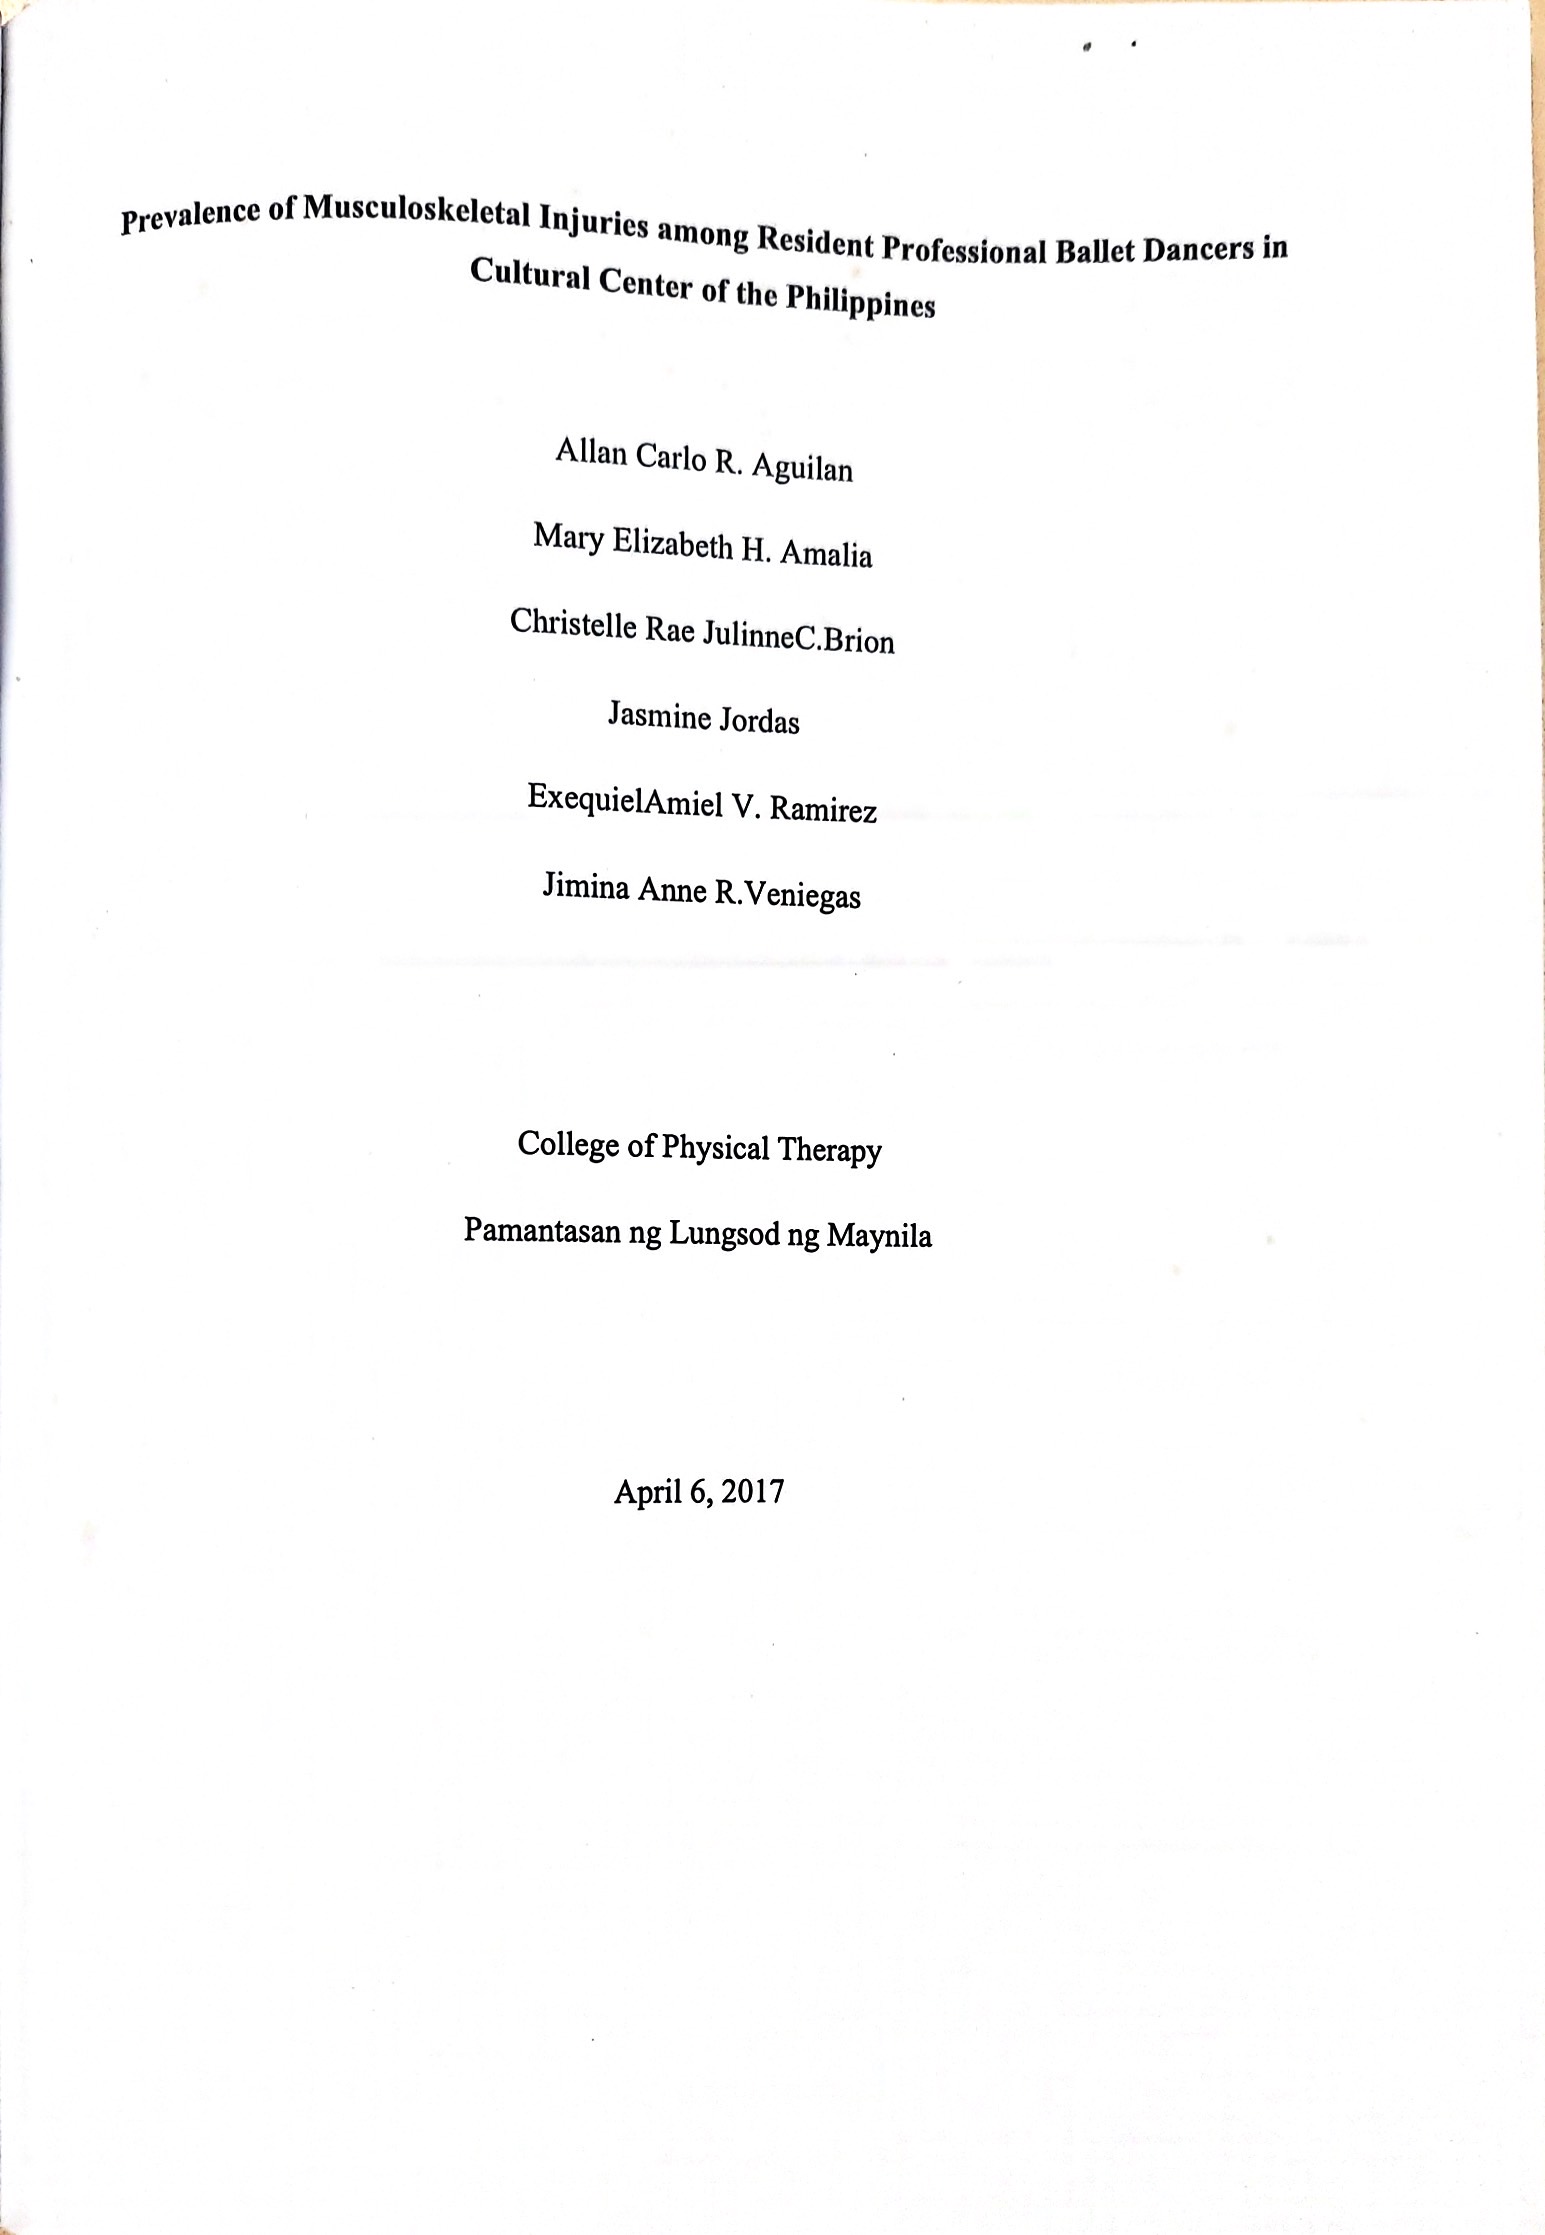 Prevalence of Musculoskeletal Injuries among Resident Professional Ballet Dancers in
Cultural Center of the Philippines
Allan Carlo R. Aguilan
Mary Elizabeth H. Amalia
Christelle Rae JulinneC.Brion
Jasmine Jordas
ExequielAmiel V. Ramirez
Jimina Anne R.Veniegas
College of Physical Therapy
Pamantasan ng Lungsod ng Maynila
April 6, 2017